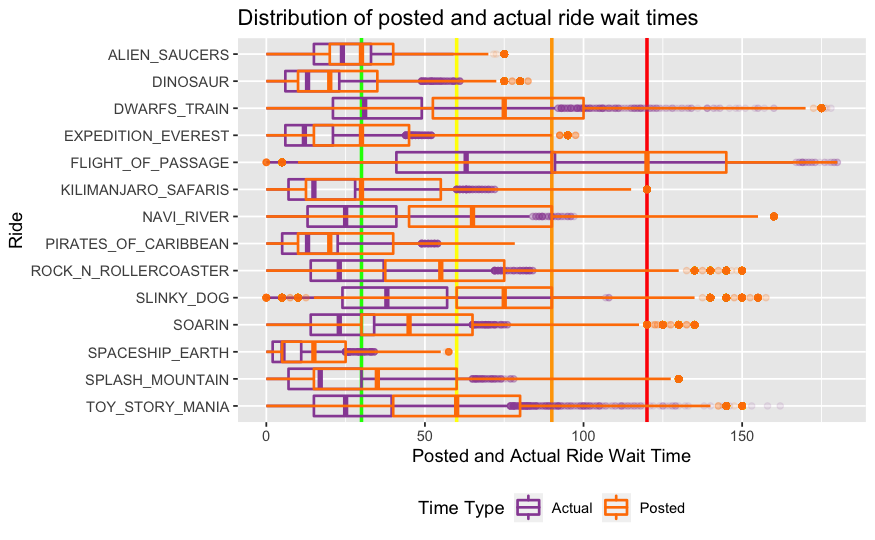 Distribution of posted and actual ride wait times
Ride
ALIEN_SAUCERS
DINOSAUR
DWARFS_TRAIN
EXPEDITION_EVEREST
FLIGHT_OF_PASSAGE
KILIMANJARO_SAFARIS
NAVI_RIVER
PIRATES_OF_CARIBBEAN
ROCK_N_ROLLERCOASTER
SLINKY_DOG
SOARIN
SPACESHIP_EARTH
SPLASH_MOUNTAIN
TOY_STORY_MANIA
0 50 100 150
Posted and Actual Ride Wait Time
Time Type Actual Posted